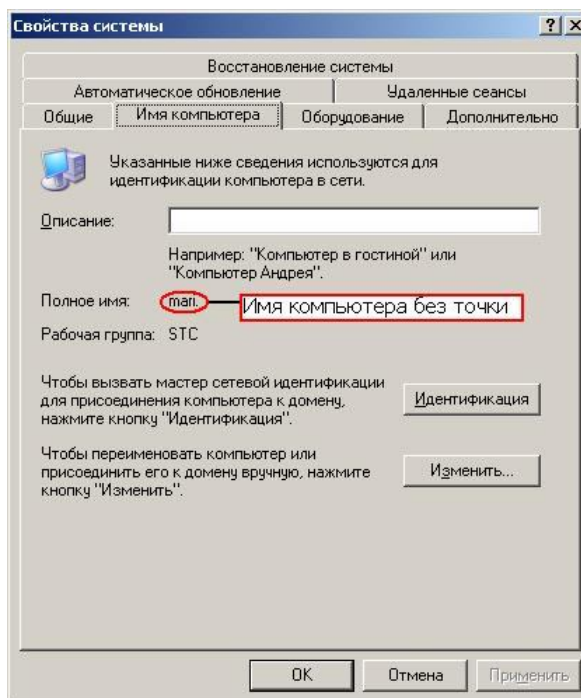 Свойства системы
Восстановление системы
Автоматическое обновление Удаленные сеансы
Общие Имя компьютера Оборудование Дополнительно
Указанные ниже сведения используются для
идентификации компьютера в сети.
Описание:
Например: "Компьютер в гостиной" или
"Компьютер Андрея".
Полное имя: mari. Имя компьютера без точки
Рабочая группа: STC
Чтобы вызвать мастер сетевой идентификации
для присоединения компьютера к домену,
нажмите кнопку "Идентификация".
Идентификация
Чтобы переименовать компьютер или
присоединить его к домену вручную, нажмите
кнопку "Изменить".
Изменить...
OK Отмена Применить